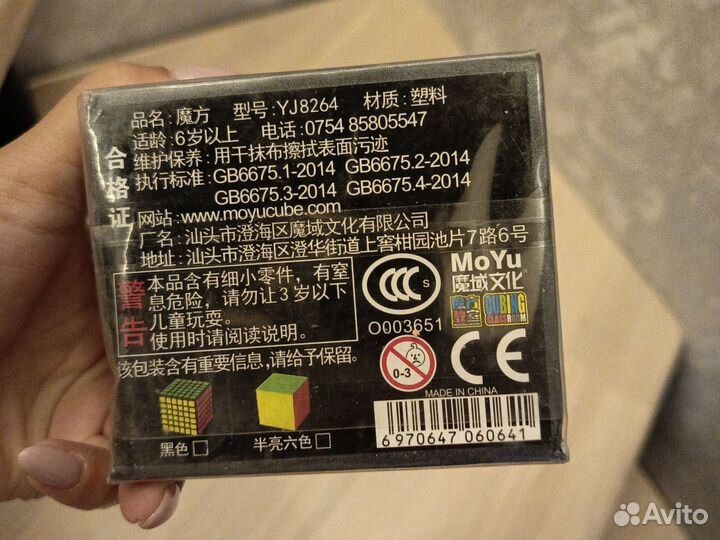 合格证
品名：魔方 型号：YJ8264 材质：塑料
适龄：6岁以上 电话：0754 85805547
维护保养：用干抹布擦拭表面污迹
执行标准：GB6675.1-2014 GB6675.2-2014
GB6675.3-2014 GB6675.4-2014
网站：www.moyucube.com
厂名：汕头市澄海区魔域文化有限公司
地址：汕头市澄海区澄华街道上窖柑园池片7路6号
警告
本品含有细小零件，有窒
息危险，请勿让3岁以下
儿童玩耍。
使用时请阅读说明。
该包装含有重要信息，请给予保留。
CCC S
O003651
MoYu
魔域文化
CUBING
CLASSROOM
0-3
CE
MADE IN CHINA
黑色
半亮六色
6 970647 060641
Avito